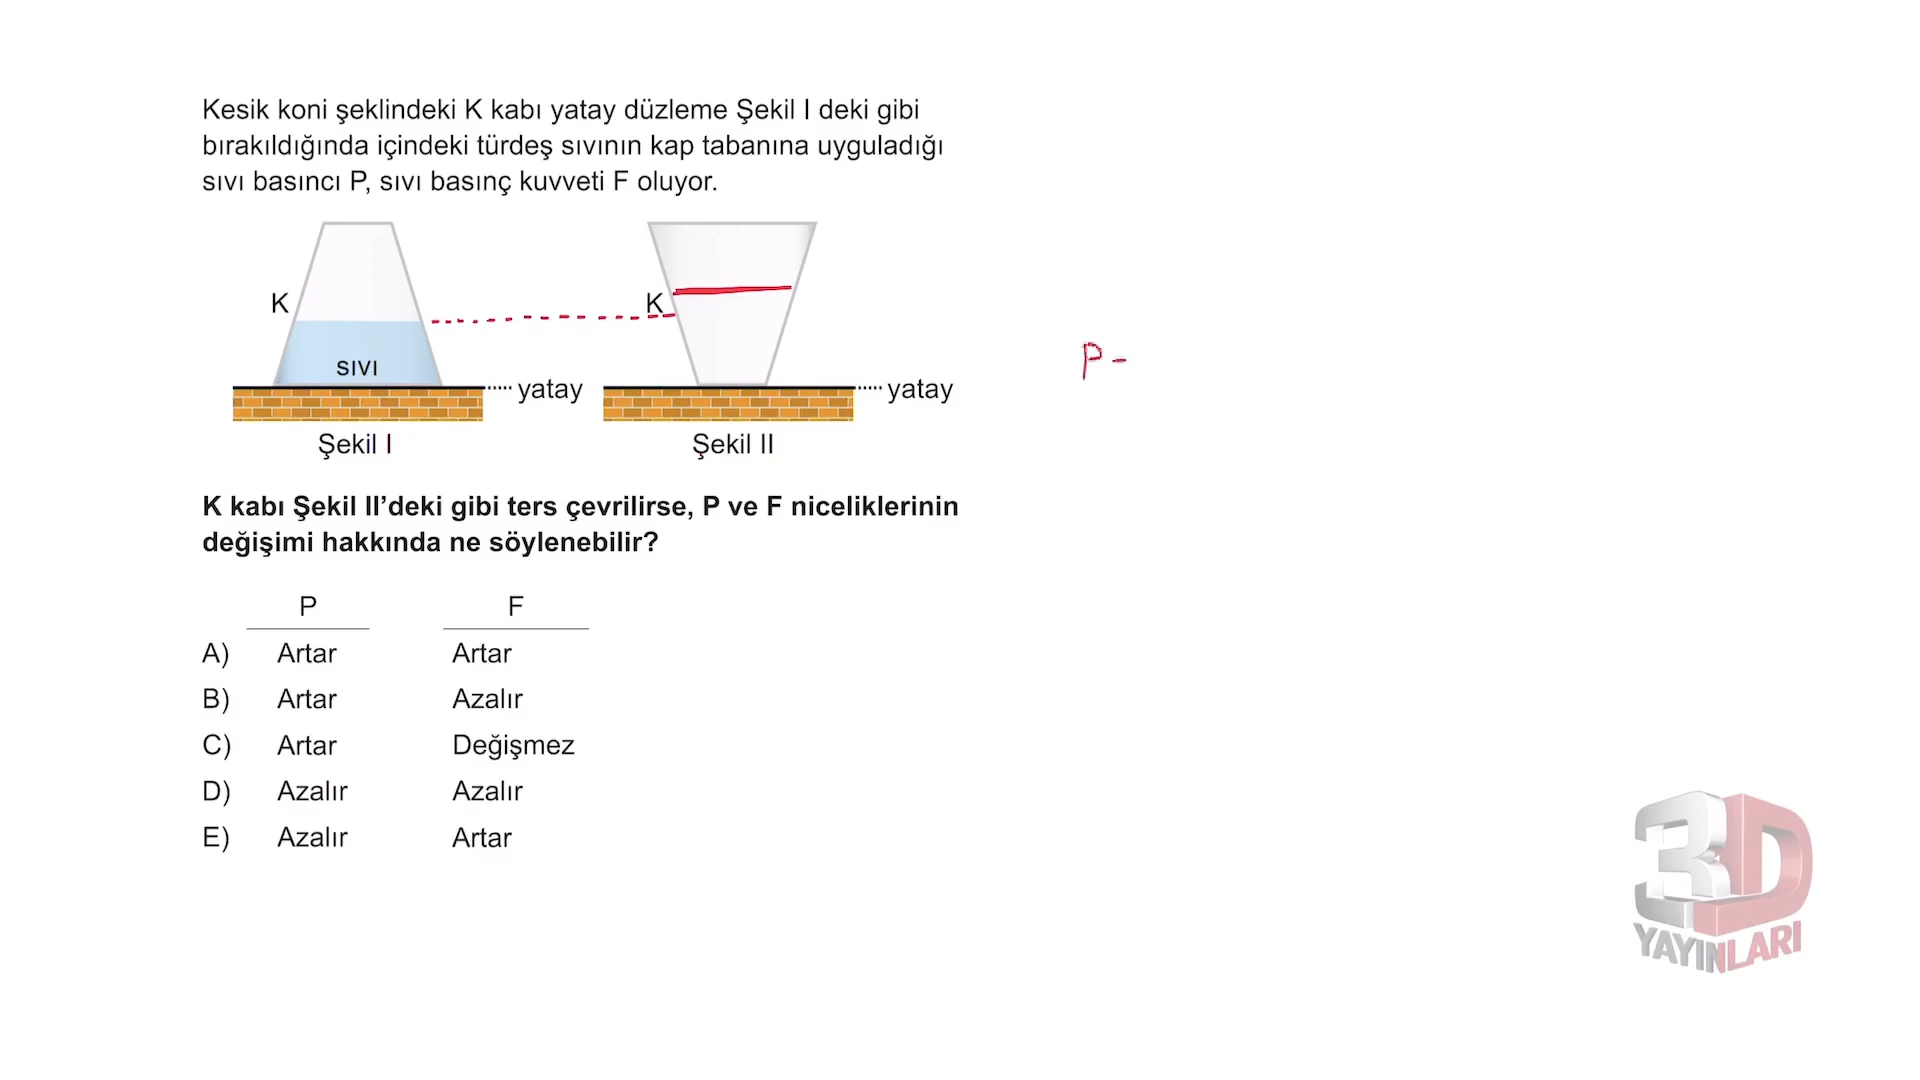 Kesik koni şeklindeki K kabı yatay düzleme Şekil I deki gibi
bırakıldığında içindeki türdeş sıvının kap tabanına uyguladığı
sıvı basıncı P, sıvı basınç kuvveti F oluyor.
K
K
sıvı
yatay
yatay
Şekil I
Şekil II
P -
K kabı Şekil II’deki gibi ters çevrilirse, P ve F niceliklerinin
değişimi hakkında ne söylenebilir?
P F
A) Artar Artar
B) Artar Azalır
C) Artar Değişmez
D) Azalır Azalır
E) Azalır Artar
3D
YAYINLARI